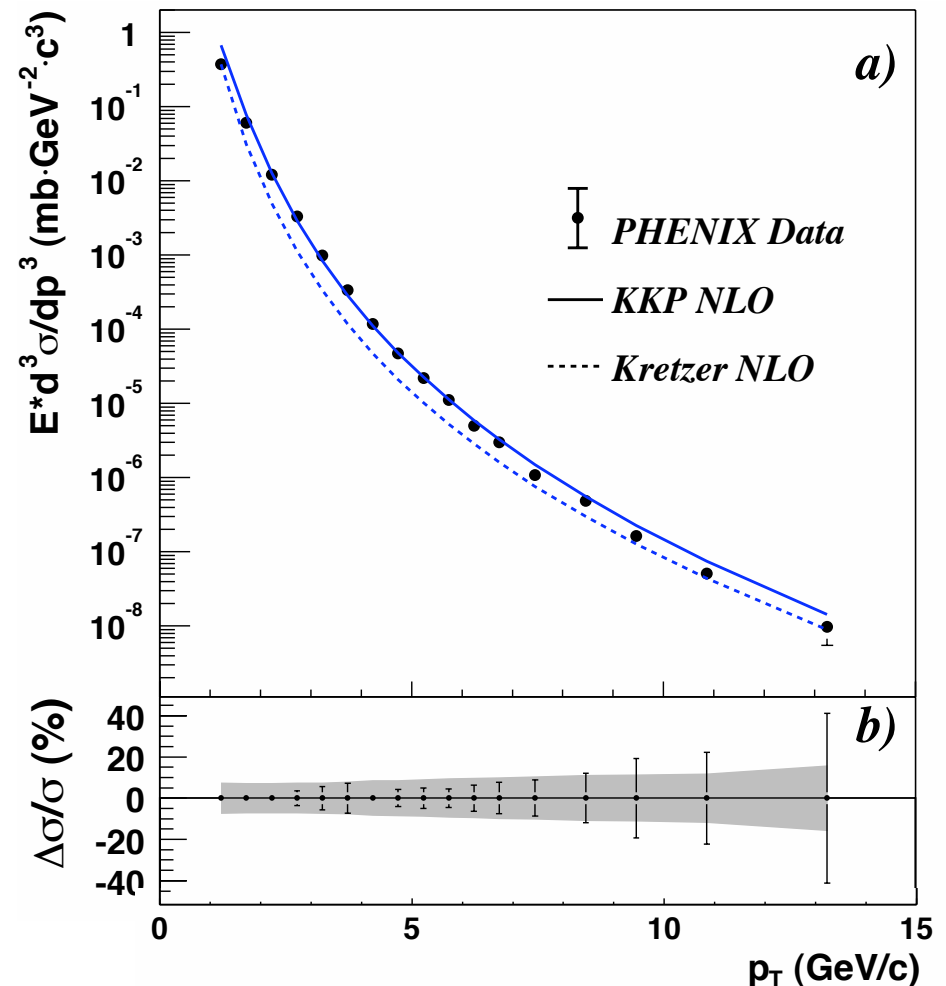 E*d³σ/dp³ (mb·GeV⁻²·c³)
1
10⁻¹
10⁻²
10⁻³
10⁻⁴
10⁻⁵
10⁻⁶
10⁻⁷
10⁻⁸
a)
PHENIX Data
KKP NLO
Kretzer NLO
Δσ/σ (%)
40
20
0
-20
-40
b)
0 5 10 15
p_T (GeV/c)